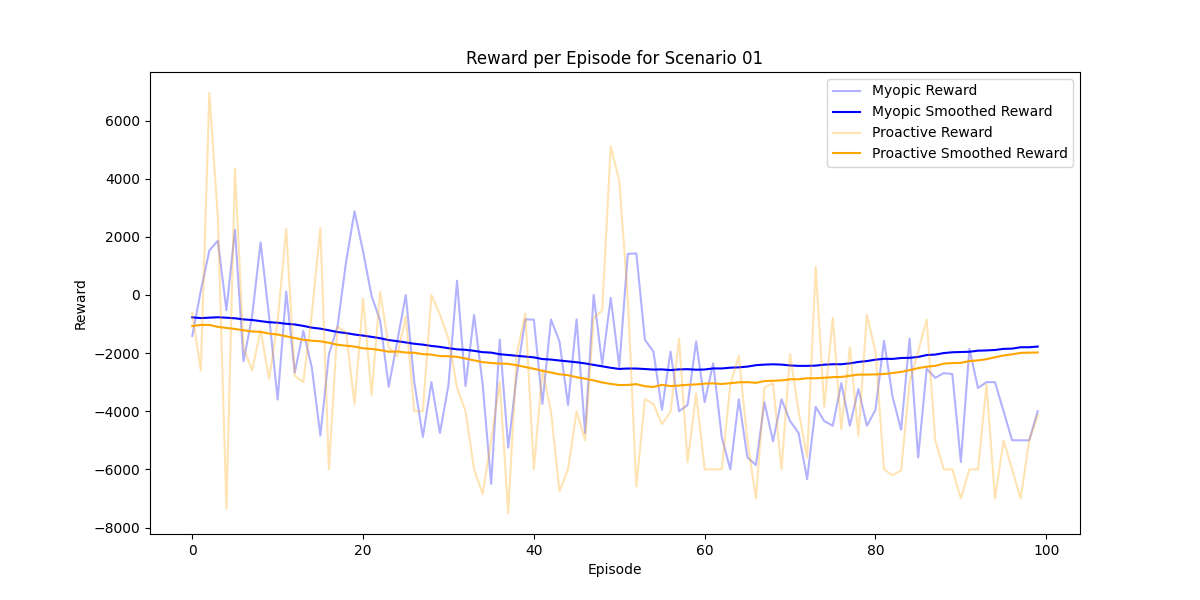 Reward per Episode for Scenario 01
Myopic Reward
Myopic Smoothed Reward
Proactive Reward
Proactive Smoothed Reward
6000
4000
2000
0
−2000
−4000
−6000
−8000
Reward
0 20 40 60 80 100
Episode